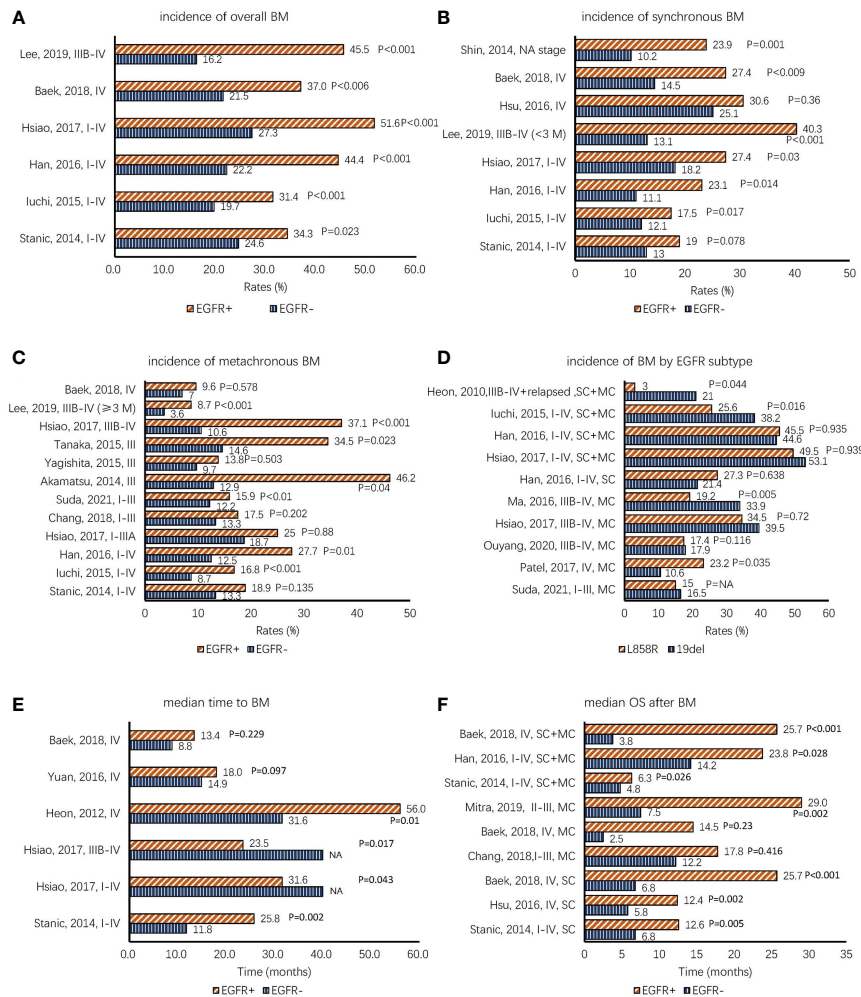 A
incidence of overall BM
Lee, 2019, IIIB-IV
45.5 P<0.001
16.2
Baek, 2018, IV
37.0 P<0.006
21.5
Hsiao, 2017, I-IV
51.6P<0.001
27.3
Han, 2016, I-IV
44.4 P<0.001
22.2
Iuchi, 2015, I-IV
31.4 P<0.001
19.7
Stanic, 2014, I-IV
34.3 P=0.023
24.6
0.0 10.0 20.0 30.0 40.0 50.0 60.0
Rates (%)
EGFR+ EGFR-
B
incidence of synchronous BM
Shin, 2014, NA stage
23.9 P=0.001
10.2
Baek, 2018, IV
27.4 P<0.009
14.5
Hsu, 2016, IV
30.6 P=0.36
25.1
Lee, 2019, IIIB-IV (<3 M)
40.3
13.1 P<0.001
Hsiao, 2017, I-IV
27.4 P=0.03
18.2
Han, 2016, I-IV
23.1 P=0.014
11.1
Iuchi, 2015, I-IV
17.5 P=0.017
12.1
Stanic, 2014, I-IV
19 P=0.078
13
0 10 20 30 40 50
Rates (%)
EGFR+ EGFR-
C
incidence of metachronous BM
Baek, 2018, IV
9.6 P=0.578
7
Lee, 2019, IIIB-IV (≥3 M)
8.7 P<0.001
3.6
Hsiao, 2017, IIIB-IV
37.1 P<0.001
10.6
Tanaka, 2015, III
34.5 P=0.023
14.6
Yagishita, 2015, III
13.8P=0.503
9.7
Akamatsu, 2014, III
46.2
12.9 P=0.04
Suda, 2021, I-III
15.9 P<0.01
12.2
Chang, 2018, I-III
17.5 P=0.202
13.3
Hsiao, 2017, I-IIIA
25 P=0.88
18.7
Han, 2016, I-IV
27.7 P=0.01
12.5
Iuchi, 2015, I-IV
16.8 P<0.001
8.7
Stanic, 2014, I-IV
18.9 P=0.135
13.3
0 10 20 30 40 50
Rates (%)
EGFR+ EGFR-
D
incidence of BM by EGFR subtype
Heon, 2010,IIIB-IV+relapsed ,SC+MC
3 P=0.044
21
Iuchi, 2015, I-IV, SC+MC
25.6 P=0.016
38.2
Han, 2016, I-IV, SC+MC
45.5 P=0.935
44.6
Hsiao, 2017, I-IV, SC+MC
49.5 P=0.939
53.1
Han, 2016, I-IV, SC
27.3 P=0.638
21.4
Ma, 2016, IIIB-IV, MC
19.2 P=0.005
33.9
Hsiao, 2017, IIIB-IV, MC
34.5 P=0.72
39.5
Ouyang, 2020, IIIB-IV, MC
17.4 P=0.116
17.9
Patel, 2017, IV, MC
23.2 P=0.035
10.6
Suda, 2021, I-III, MC
15 P=NA
16.5
0 10 20 30 40 50 60
Rates (%)
L858R 19del
E
median time to BM
Baek, 2018, IV
13.4 P=0.229
8.8
Yuan, 2016, IV
18.0 P=0.097
14.9
Heon, 2012, IV
56.0
31.6 P=0.01
Hsiao, 2017, IIIB-IV
23.5 P=0.017
NA
Hsiao, 2017, I-IV
31.6 P=0.043
NA
Stanic, 2014, I-IV
25.8 P=0.002
11.8
0.0 10.0 20.0 30.0 40.0 50.0 60.0
Time (months)
EGFR+ EGFR-
F
median OS after BM
Baek, 2018, IV, SC+MC
25.7 P<0.001
3.8
Han, 2016, I-IV, SC+MC
23.8 P=0.028
14.2
Stanic, 2014, I-IV, SC+MC
6.3 P=0.026
4.8
Mitra, 2019, II-III, MC
29.0
7.5 P=0.002
Baek, 2018, IV, MC
14.5 P=0.23
2.5
Chang, 2018,I-III, MC
17.8 P=0.416
12.2
Baek, 2018, IV, SC
25.7 P<0.001
6.8
Hsu, 2016, IV, SC
12.4 P=0.002
5.8
Stanic, 2014, I-IV, SC
12.6 P=0.005
6.8
0 5 10 15 20 25 30 35
Time (months)
EGFR+ EGFR-